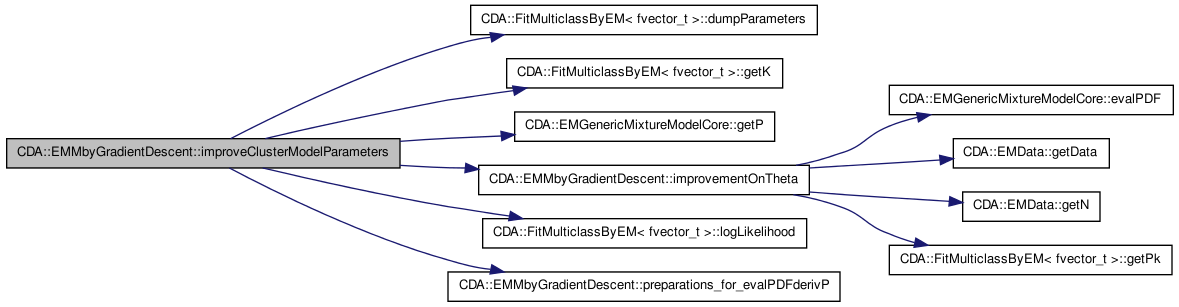 CDA::EMMbyGradientDescent::improveClusterModelParameters
CDA::FitMulticlassByEM< fvector_t >::dumpParameters
CDA::FitMulticlassByEM< fvector_t >::getK
CDA::EMGenericMixtureModelCore::getP
CDA::EMMbyGradientDescent::improvementOnTheta
CDA::FitMulticlassByEM< fvector_t >::logLikelihood
CDA::EMMbyGradientDescent::preparations_for_evalPDFderivP
CDA::EMGenericMixtureModelCore::evalPDF
CDA::EMData::getData
CDA::EMData::getN
CDA::FitMulticlassByEM< fvector_t >::getPk